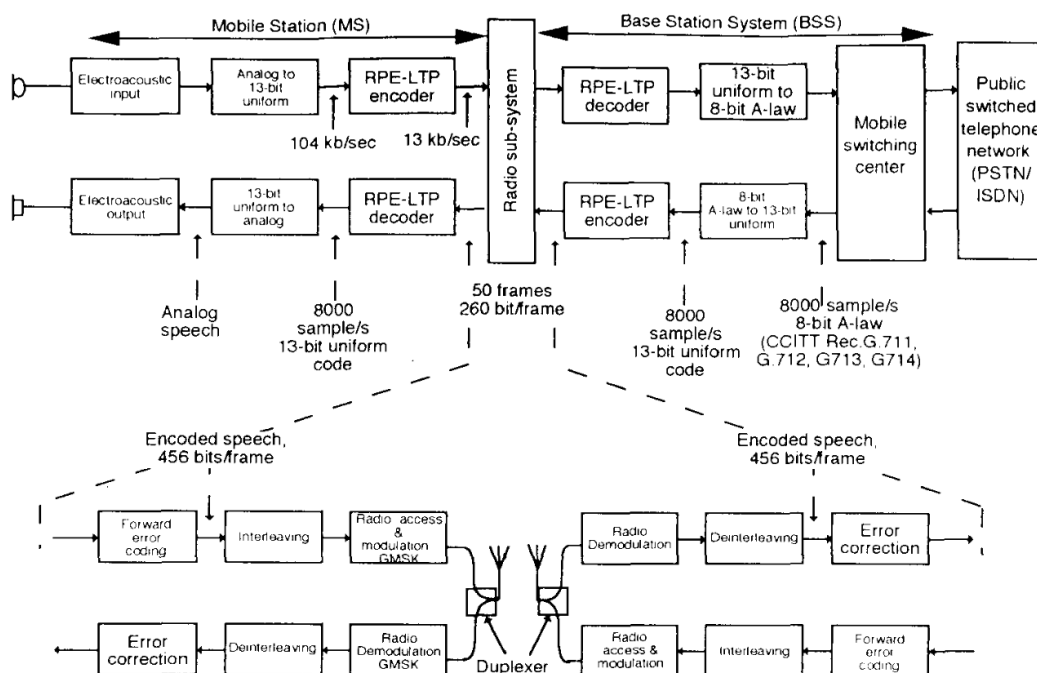 Mobile Station (MS)
Base Station System (BSS)
Electroacoustic
input
Analog to
13-bit
uniform
RPE-LTP
encoder
104 kb/sec
13 kb/sec
Radio sub-system
RPE-LTP
decoder
13-bit
uniform to
8-bit A-law
Mobile
switching
center
Public
switched
telephone
network
(PSTN/
ISDN)
Electroacoustic
output
13-bit
uniform to
analog
RPE-LTP
decoder
RPE-LTP
encoder
8-bit
A-law to 13-bit
uniform
Analog
speech
8000
sample/s
13-bit uniform
code
50 frames
260 bit/frame
8000
sample/s
13-bit uniform
code
8000 sample/s
8-bit A-law
(CCITT Rec.G.711,
G.712, G713, G714)
Encoded speech,
456 bits/frame
Encoded speech,
456 bits/frame
Forward
error
coding
Interleaving
Radio access
&
modulation
GMSK
Radio
Demodulation
Deinterleaving
Error
correction
Error
correction
Deinterleaving
Radio
Demodulation
GMSK
Duplexer
Radio
access &
modulation
Interleaving
Forward
error
coding